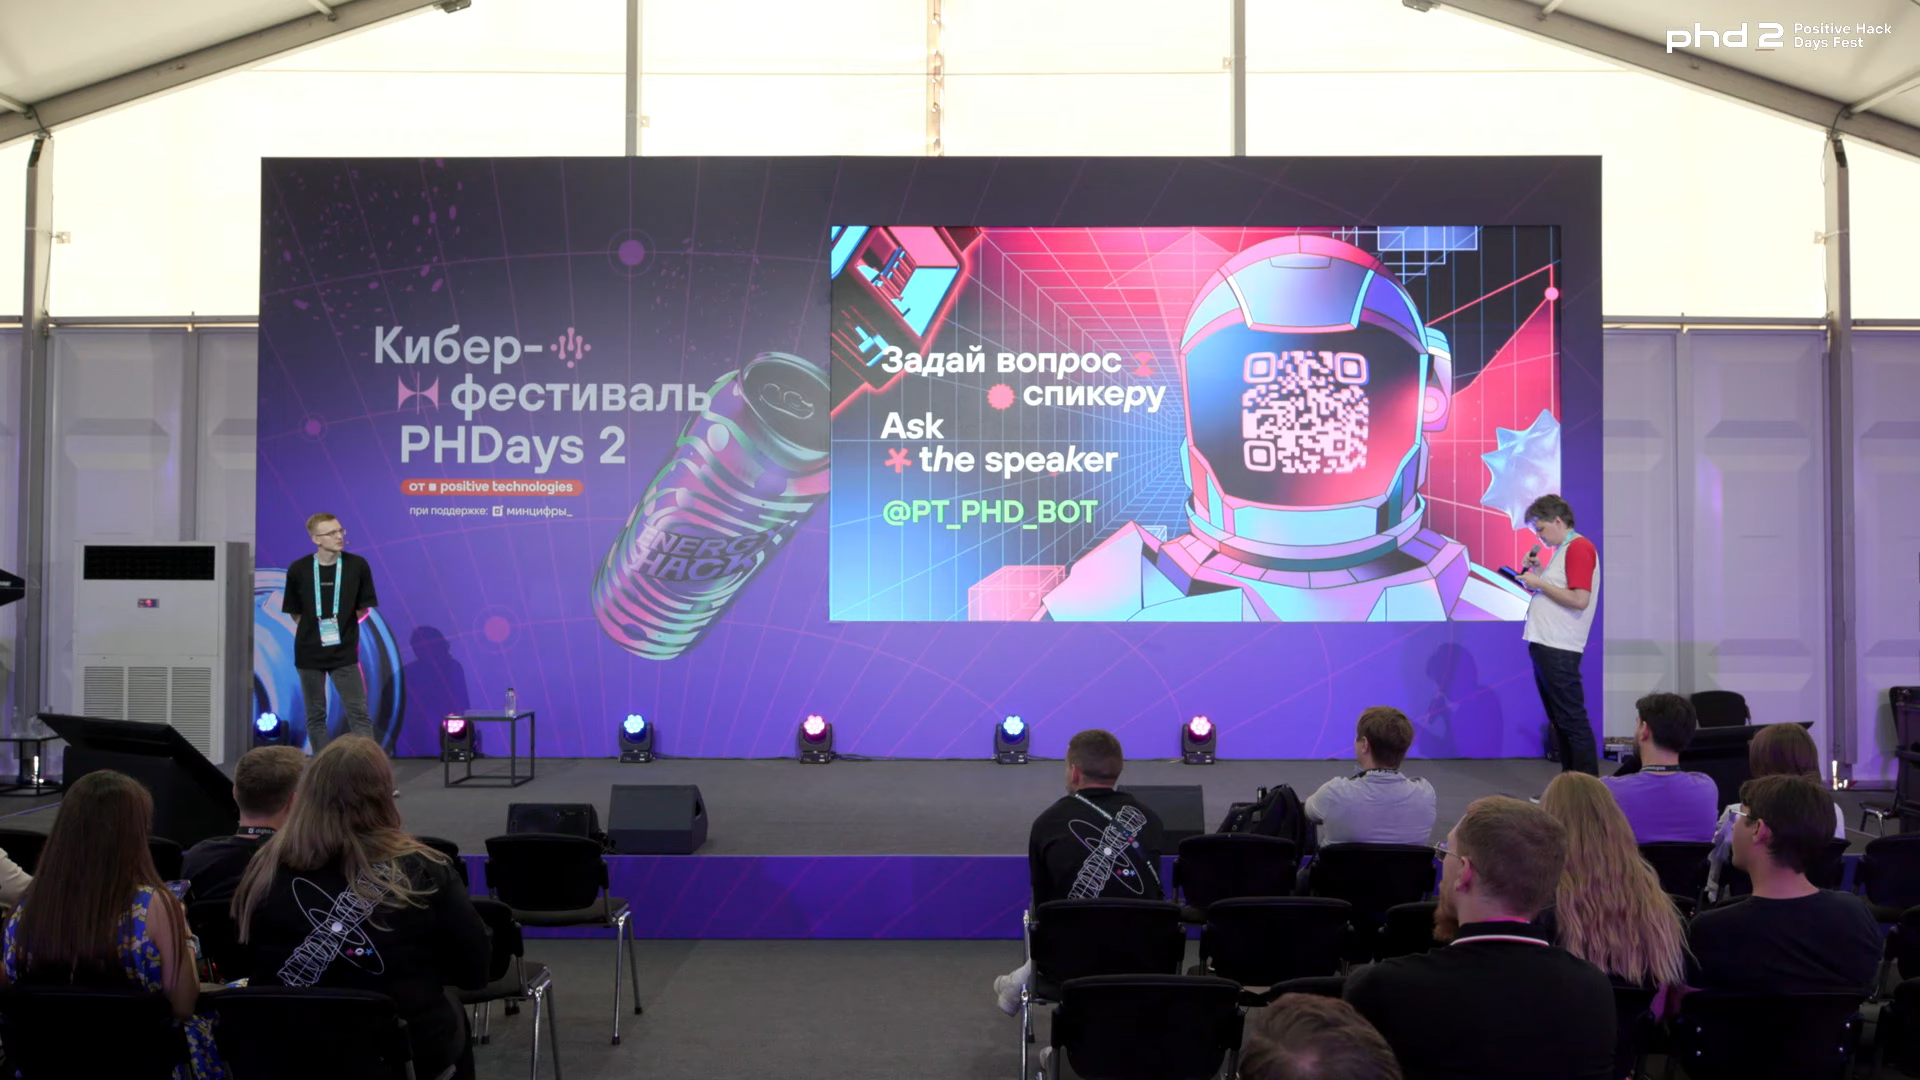 phd 2 Positive Hack
Days Fest
Кибер-
фестиваль
PHDays 2
от positive technologies
при поддержке: минцифры_
ENERGY
HACK
Задай вопрос
спикеру
Ask
the speaker
@PT_PHD_BOT